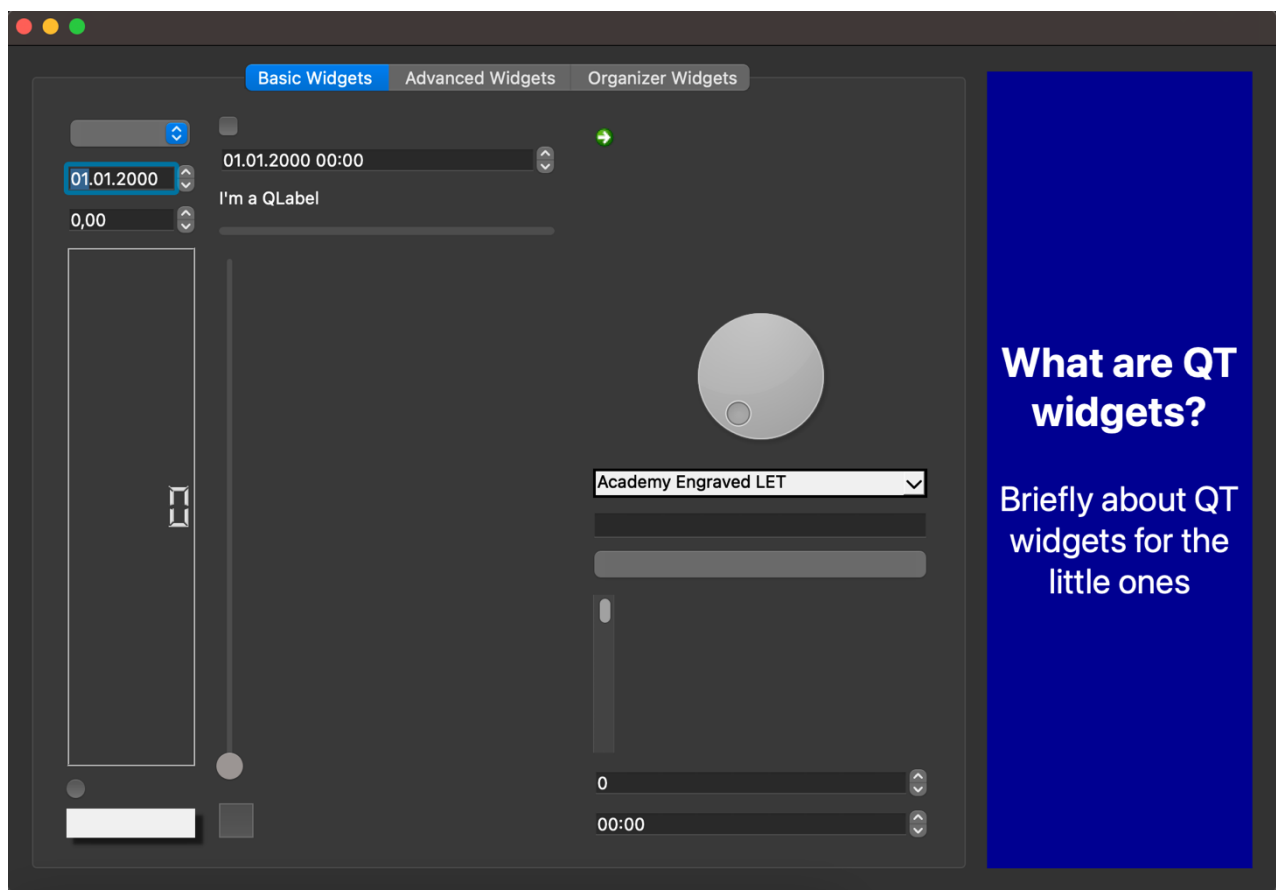 Basic Widgets
Advanced Widgets
Organizer Widgets
01.01.2000 00:00
01.01.2000
I'm a QLabel
0,00
0
Academy Engraved LET
0
00:00
What are QT
widgets?
Briefly about QT
widgets for the
little ones